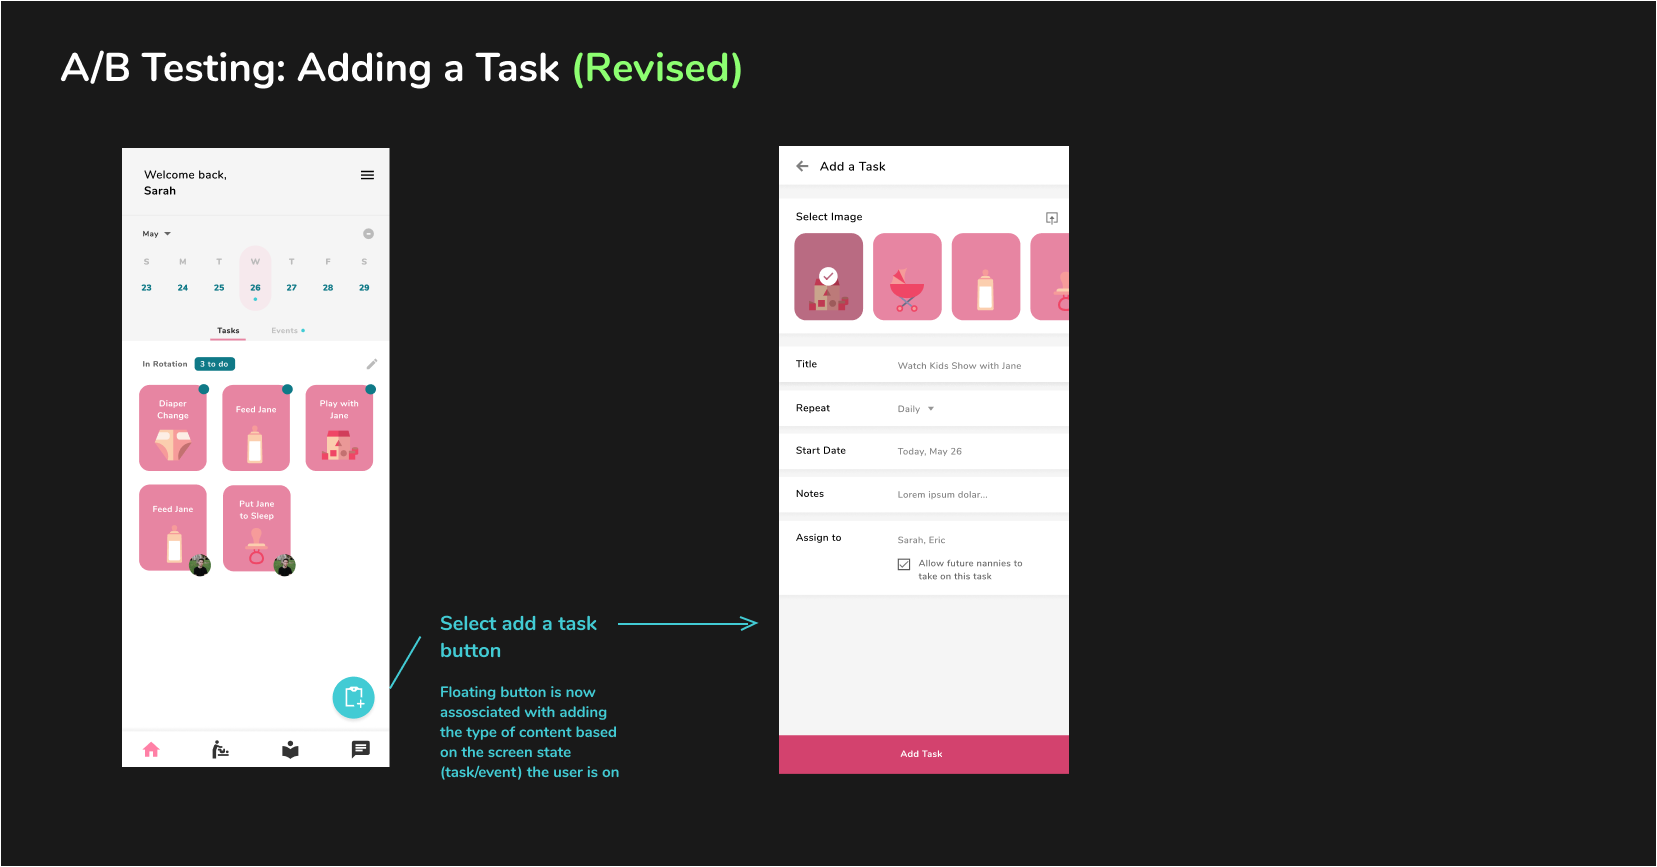 A/B Testing: Adding a Task (Revised)
Welcome back,
Sarah
May
S M T W T F S
23 24 25 26 27 28 29
Tasks Events
In Rotation 3 to do
Diaper
Change
Feed Jane
Play with
Jane
Feed Jane
Put Jane
to Sleep
Select add a task
button
Floating button is now
assosciated with adding
the type of content based
on the screen state
(task/event) the user is on
Add a Task
Select Image
Title Watch Kids Show with Jane
Repeat Daily
Start Date Today, May 26
Notes Lorem ipsum dolar...
Assign to Sarah, Eric
Allow future nannies to
take on this task
Add Task